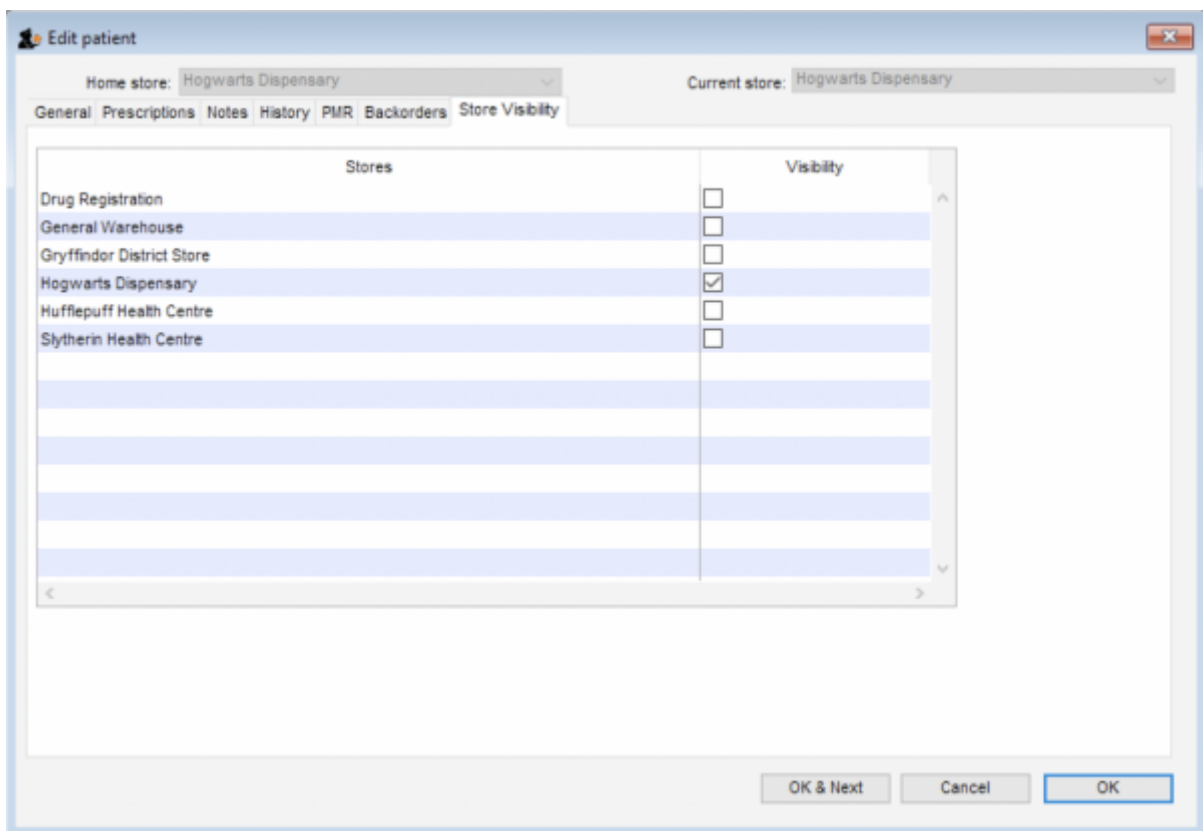 Edit patient
Home store: Hogwarts Dispensary Current store: Hogwarts Dispensary
General Prescriptions Notes History PMR Backorders Store Visibility
Stores Visibility
Drug Registration
General Warehouse
Gryffindor District Store
Hogwarts Dispensary
Hufflepuff Health Centre
Slytherin Health Centre
OK & Next Cancel OK